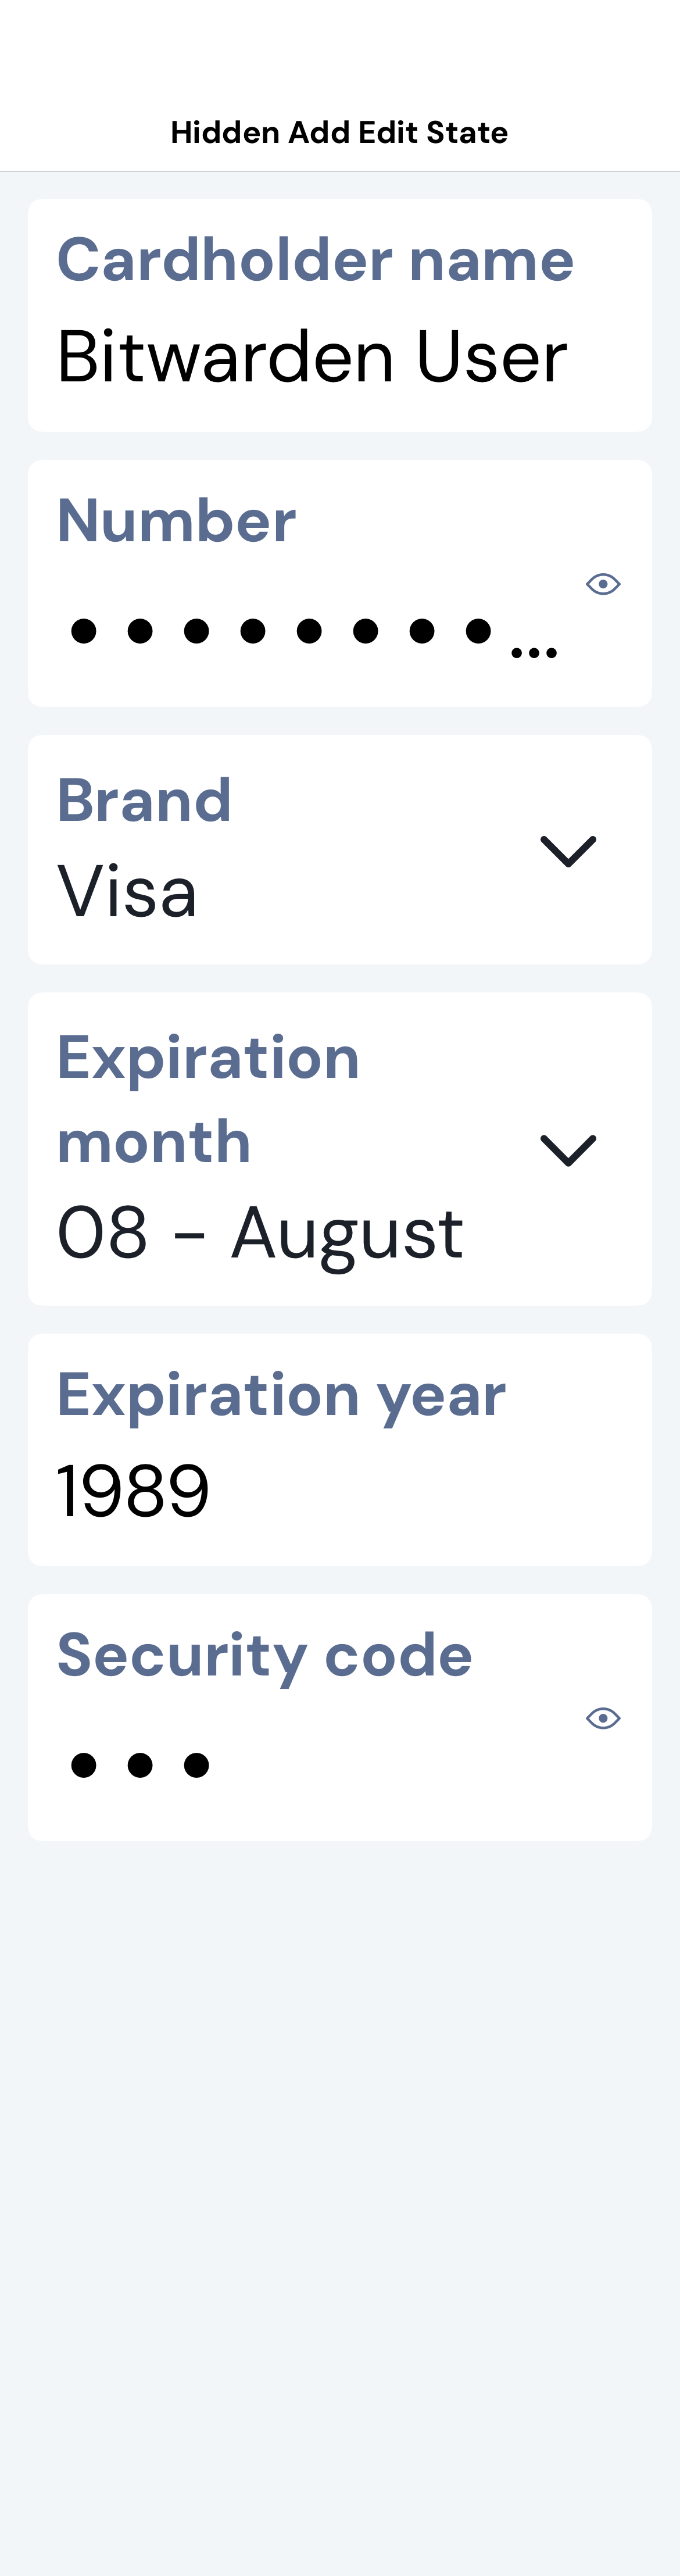 Hidden Add Edit State
Cardholder name
Bitwarden User
Number
••••••••…
Brand
Visa
Expiration
month
08 - August
Expiration year
1989
Security code
•••